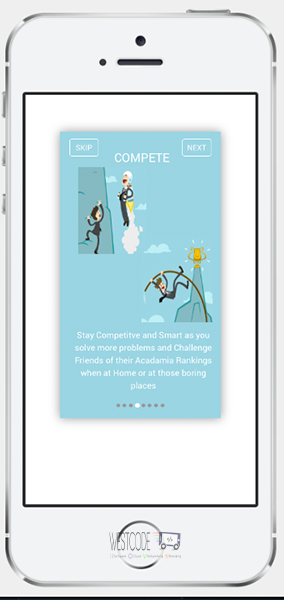 SKIP NEXT
COMPETE
Stay Competitve and Smart as you
solve more problems and Challenge
Friends of their Acadamia Rankings
when at Home or at those boring
places
WESTCODE